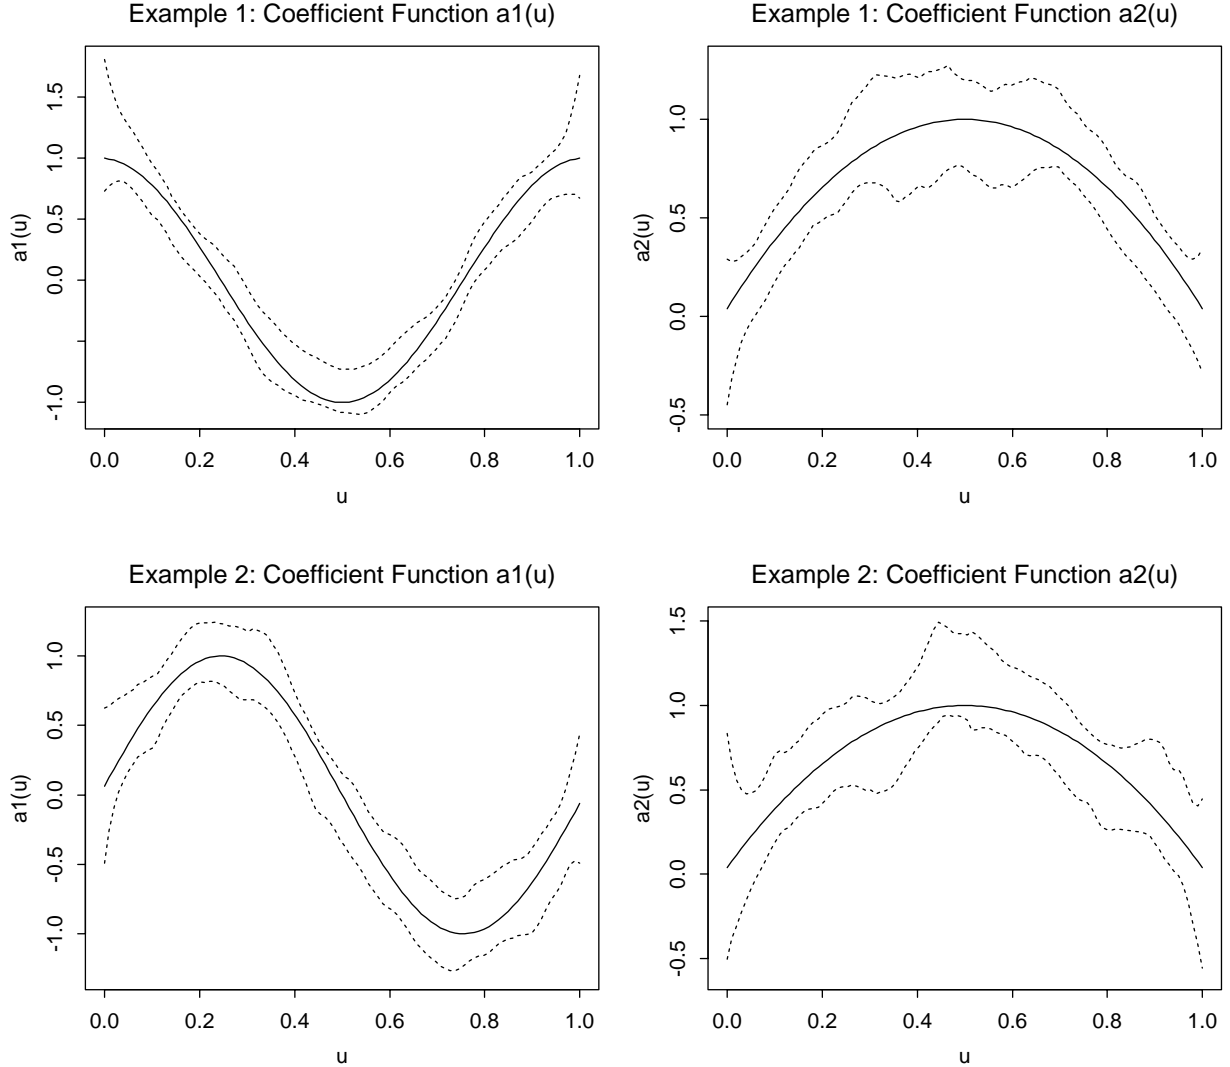 Example 1: Coefficient Function a1(u)
a1(u)
1.5
1.0
0.5
0.0
-1.0
0.0 0.2 0.4 0.6 0.8 1.0
u
Example 1: Coefficient Function a2(u)
a2(u)
1.0
0.5
0.0
-0.5
0.0 0.2 0.4 0.6 0.8 1.0
u
Example 2: Coefficient Function a1(u)
a1(u)
1.0
0.5
0.0
-0.5
-1.0
0.0 0.2 0.4 0.6 0.8 1.0
u
Example 2: Coefficient Function a2(u)
a2(u)
1.5
1.0
0.5
0.0
-0.5
0.0 0.2 0.4 0.6 0.8 1.0
u